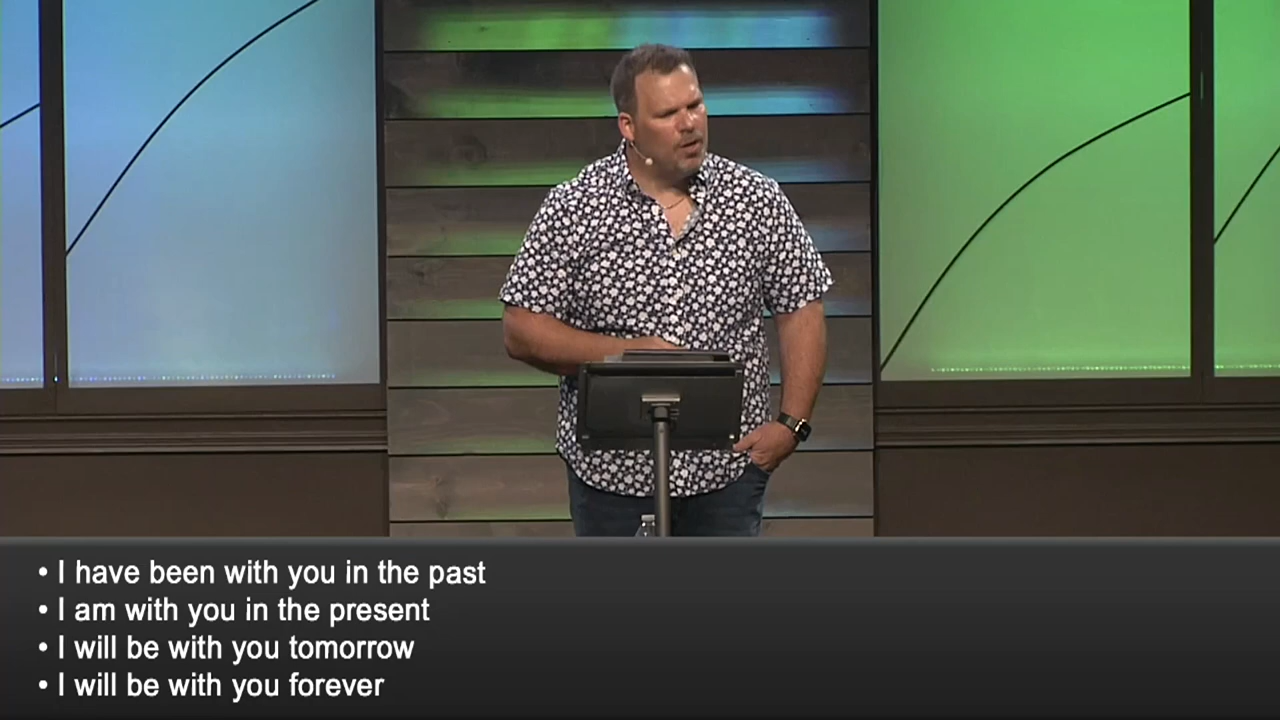 • I have been with you in the past
• I am with you in the present
• I will be with you tomorrow
• I will be with you forever